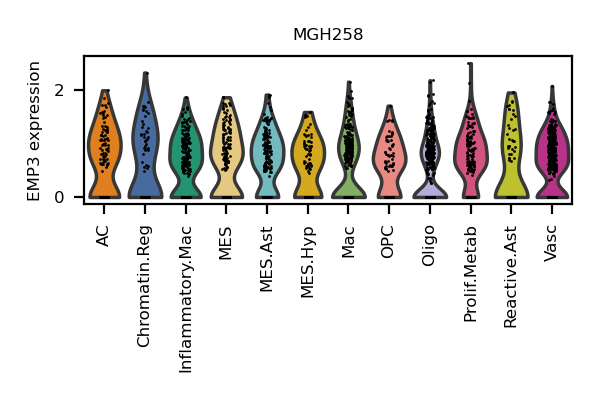 MGH258
EMP3 expression
2
0
AC
Chromatin.Reg
Inflammatory.Mac
MES
MES.Ast
MES.Hyp
Mac
OPC
Oligo
Prolif.Metab
Reactive.Ast
Vasc